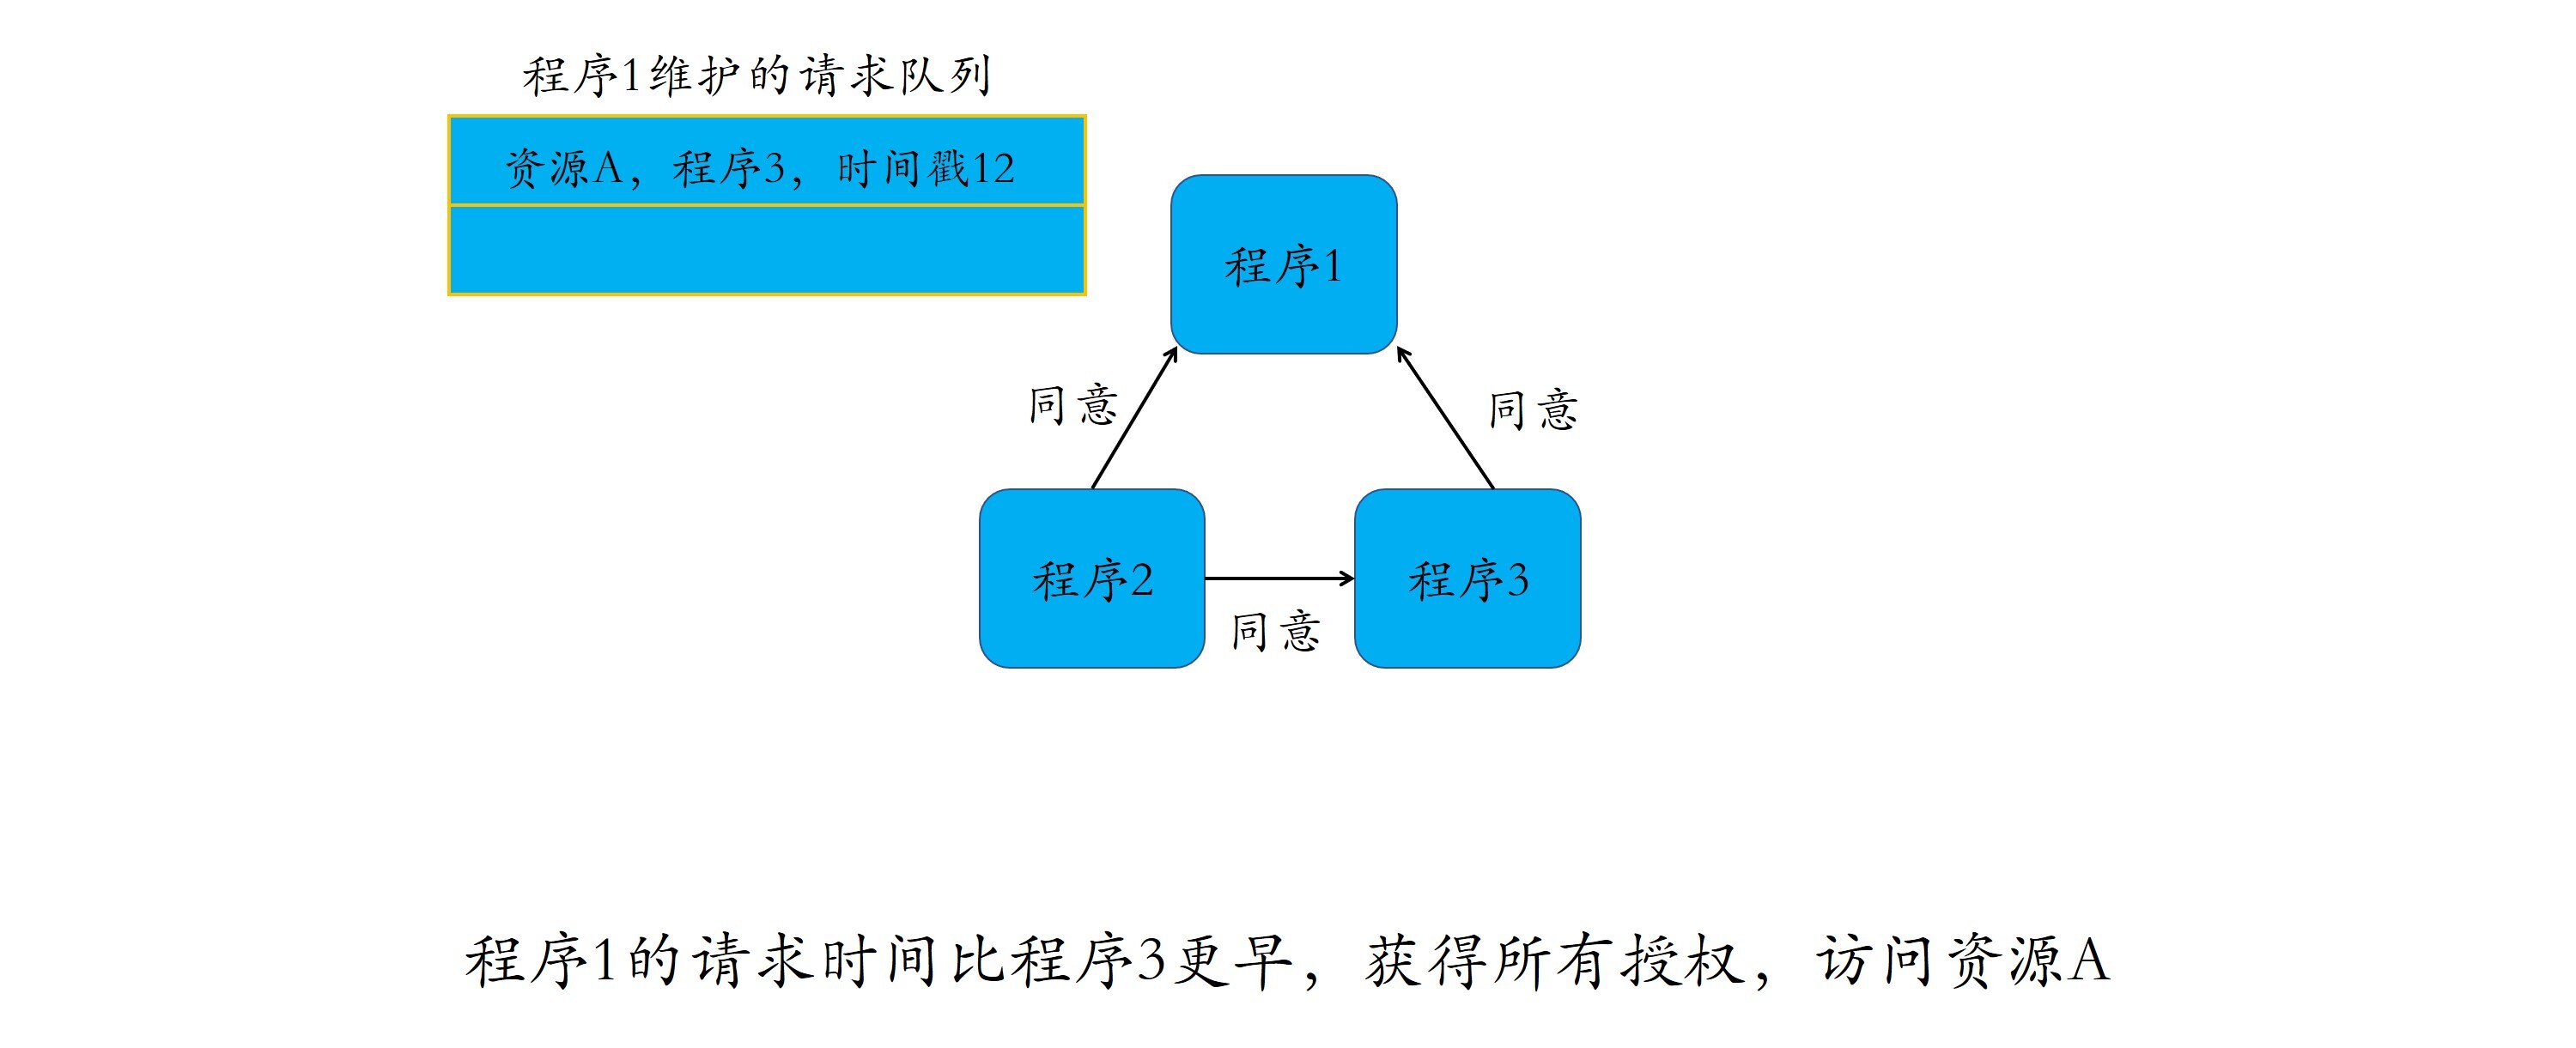 程序1维护的请求队列
资源A，程序3，时间戳12
程序1
同意
同意
程序2
程序3
同意
程序1的请求时间比程序3更早，获得所有授权，访问资源A